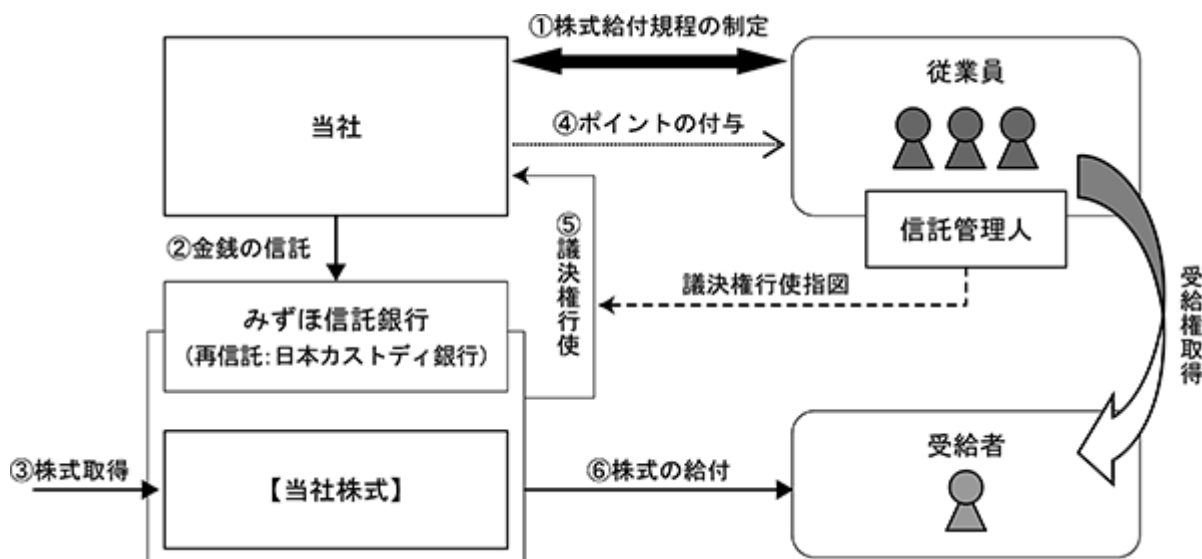 ①株式給付規程の制定
当社
従業員
④ポイントの付与
信託管理人
②金銭の信託
⑤議決権行使
議決権行使指図
受給権取得
みずほ信託銀行
(再信託:日本カストディ銀行)
③株式取得
【当社株式】
⑥株式の給付
受給者